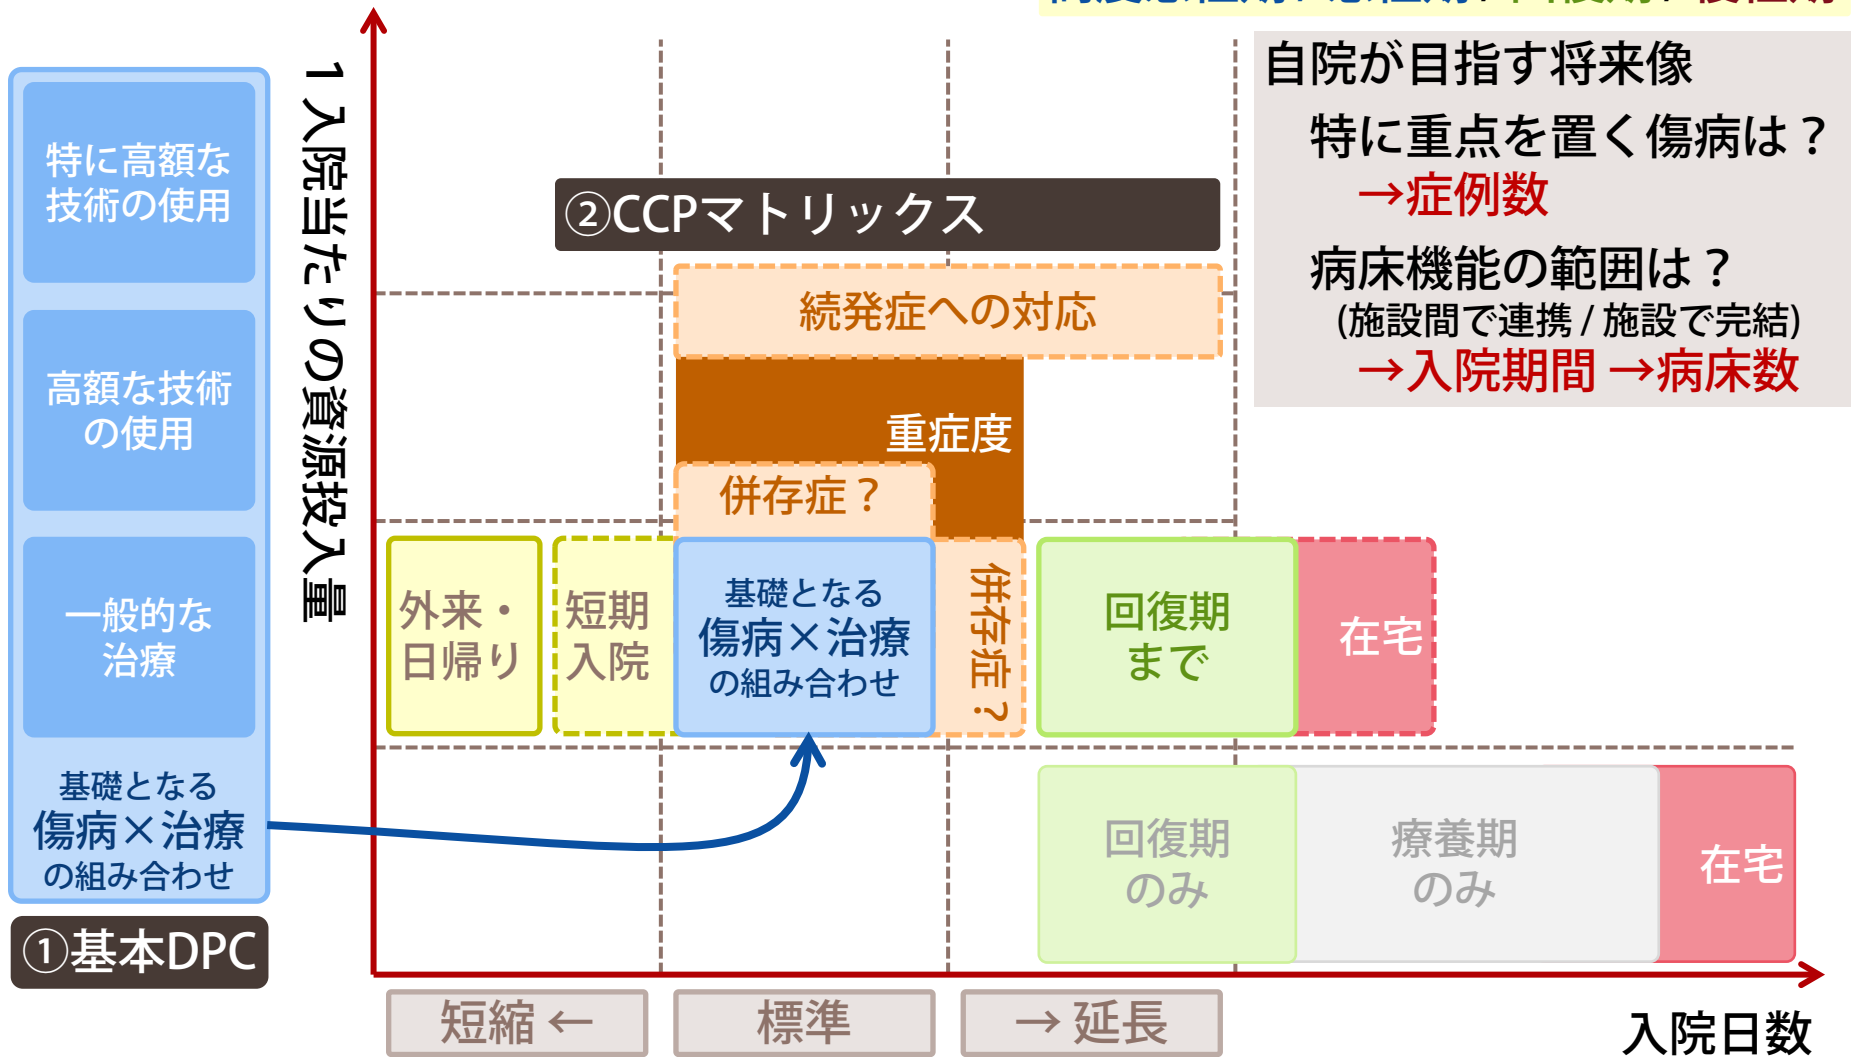 自院が目指す将来像
特に重点を置く傷病は？
→症例数
病床機能の範囲は？
(施設間で連携 / 施設で完結)
→入院期間 →病床数
特に高額な
技術の使用
高額な技術
の使用
一般的な
治療
基礎となる
傷病×治療
の組み合わせ
①基本DPC
１入院当たりの資源投入量
②CCPマトリックス
続発症への対応
重症度
併存症？
外来・
日帰り
短期
入院
基礎となる
傷病×治療
の組み合わせ
併存症？
回復期
まで
在宅
回復期
のみ
療養期
のみ
在宅
短縮 ←
標準
→ 延長
入院日数